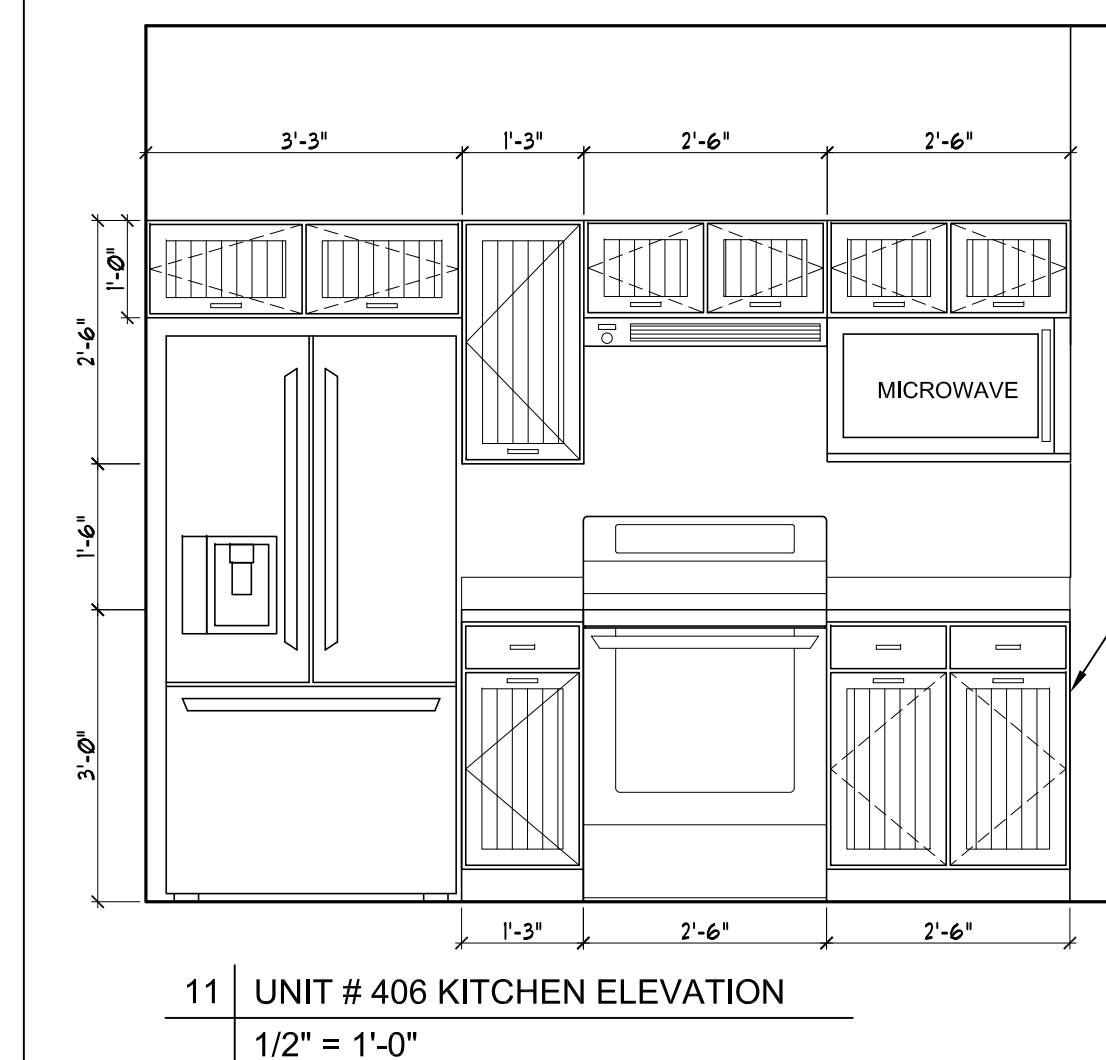 3'-3" 1'-3" 2'-6" 2'-6"
1'-0"
2'-6"
MICROWAVE
1'-6"
3'-0"
1'-3" 2'-6" 2'-6"
11 UNIT # 406 KITCHEN ELEVATION
1/2" = 1'-0"